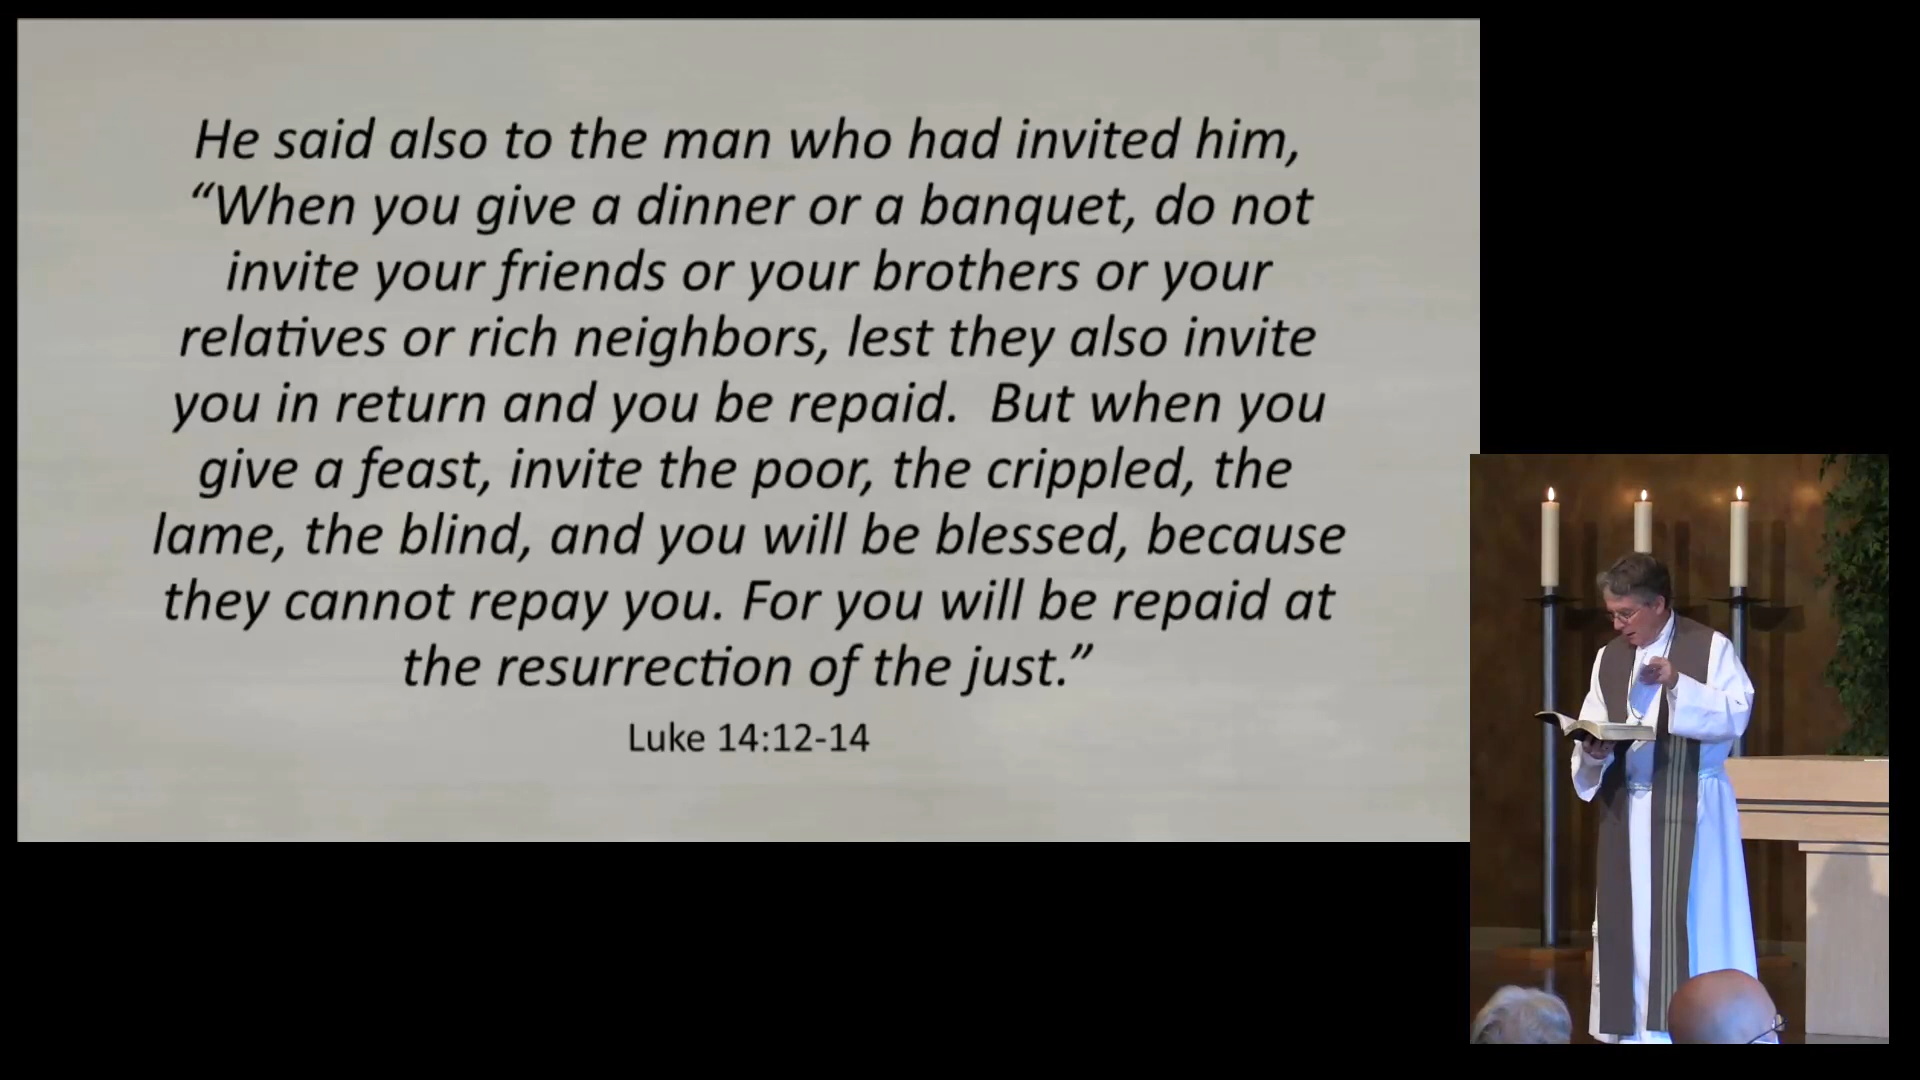 He said also to the man who had invited him,
“When you give a dinner or a banquet, do not
invite your friends or your brothers or your
relatives or rich neighbors, lest they also invite
you in return and you be repaid.  But when you
give a feast, invite the poor, the crippled, the
lame, the blind, and you will be blessed, because
they cannot repay you. For you will be repaid at
the resurrection of the just.”
Luke 14:12-14